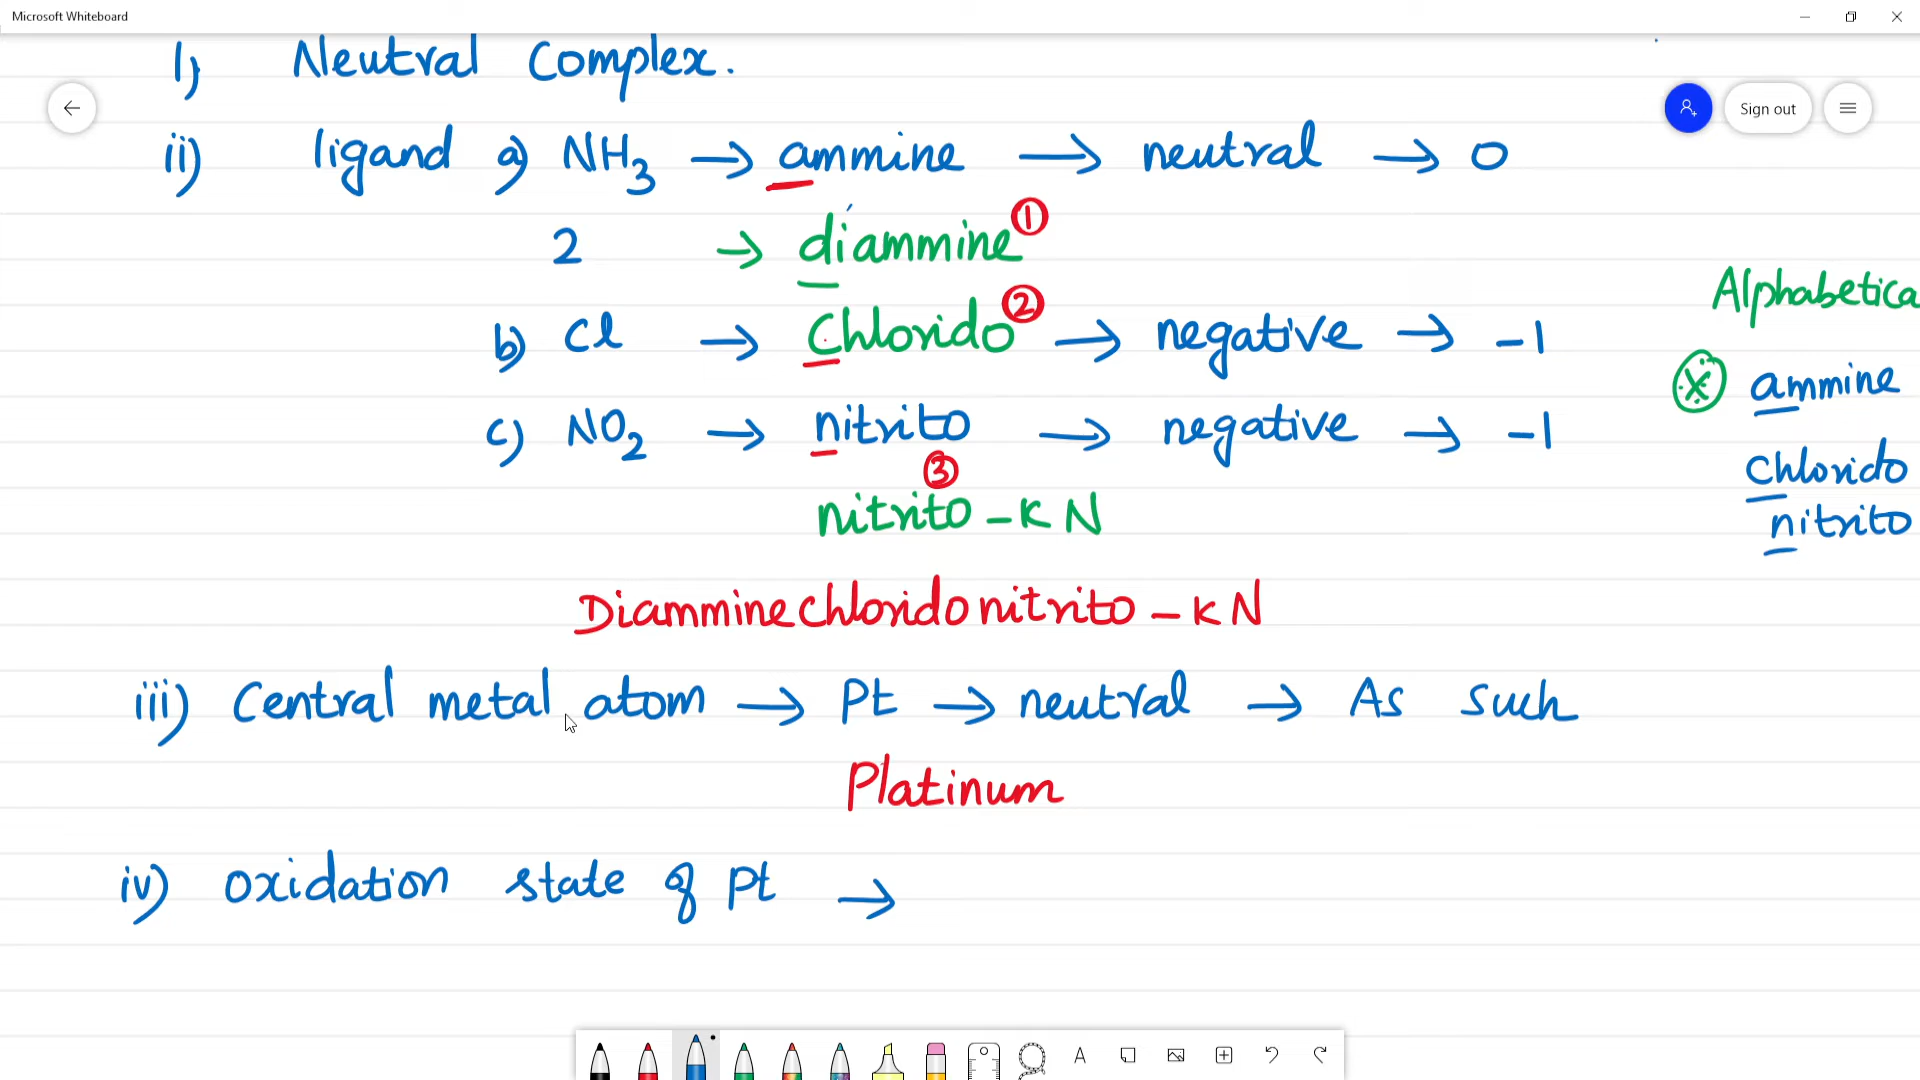 Microsoft Whiteboard
Sign out
1) Neutral Complex.
ii) ligand a) NH3 → ammine → neutral → 0
2 → diammine ①
b) Cl → Chlorido ② → negative → -1
c) NO2 → nitrito → negative → -1
③
nitrito - K N
Diamminechloridonitrito - K N
iii) Central metal atom → Pt → neutral → As such
Platinum
iv) oxidation state of Pt →
Alphabetica
ammine
chlorido
nitrito
A